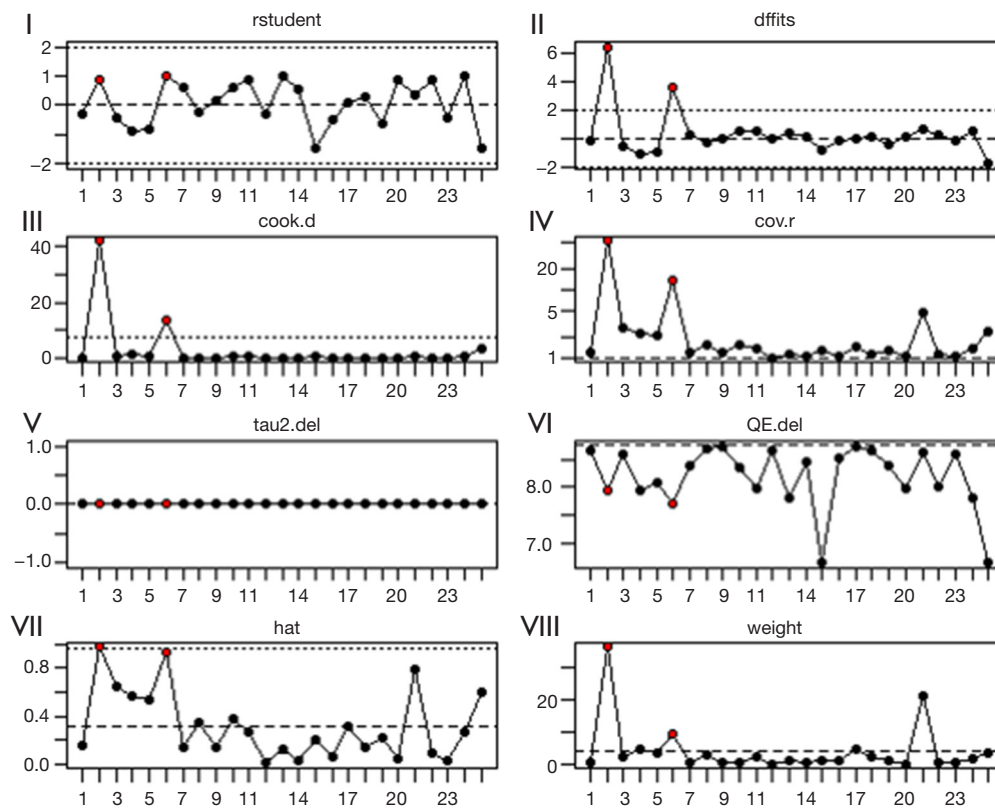 I rstudent
2
1
0
−2
1 3 5 7 9 11 14 17 20 23
II dffits
6
4
2
−2
1 3 5 7 9 11 14 17 20 23
III cook.d
40
20
0
1 3 5 7 9 11 14 17 20 23
IV cov.r
20
5
1
1 3 5 7 9 11 14 17 20 23
V tau2.del
1.0
0.0
−1.0
1 3 5 7 9 11 14 17 20 23
VI QE.del
8.0
7.0
1 3 5 7 9 11 14 17 20 23
VII hat
0.8
0.4
0.0
1 3 5 7 9 11 14 17 20 23
VIII weight
20
0
1 3 5 7 9 11 14 17 20 23